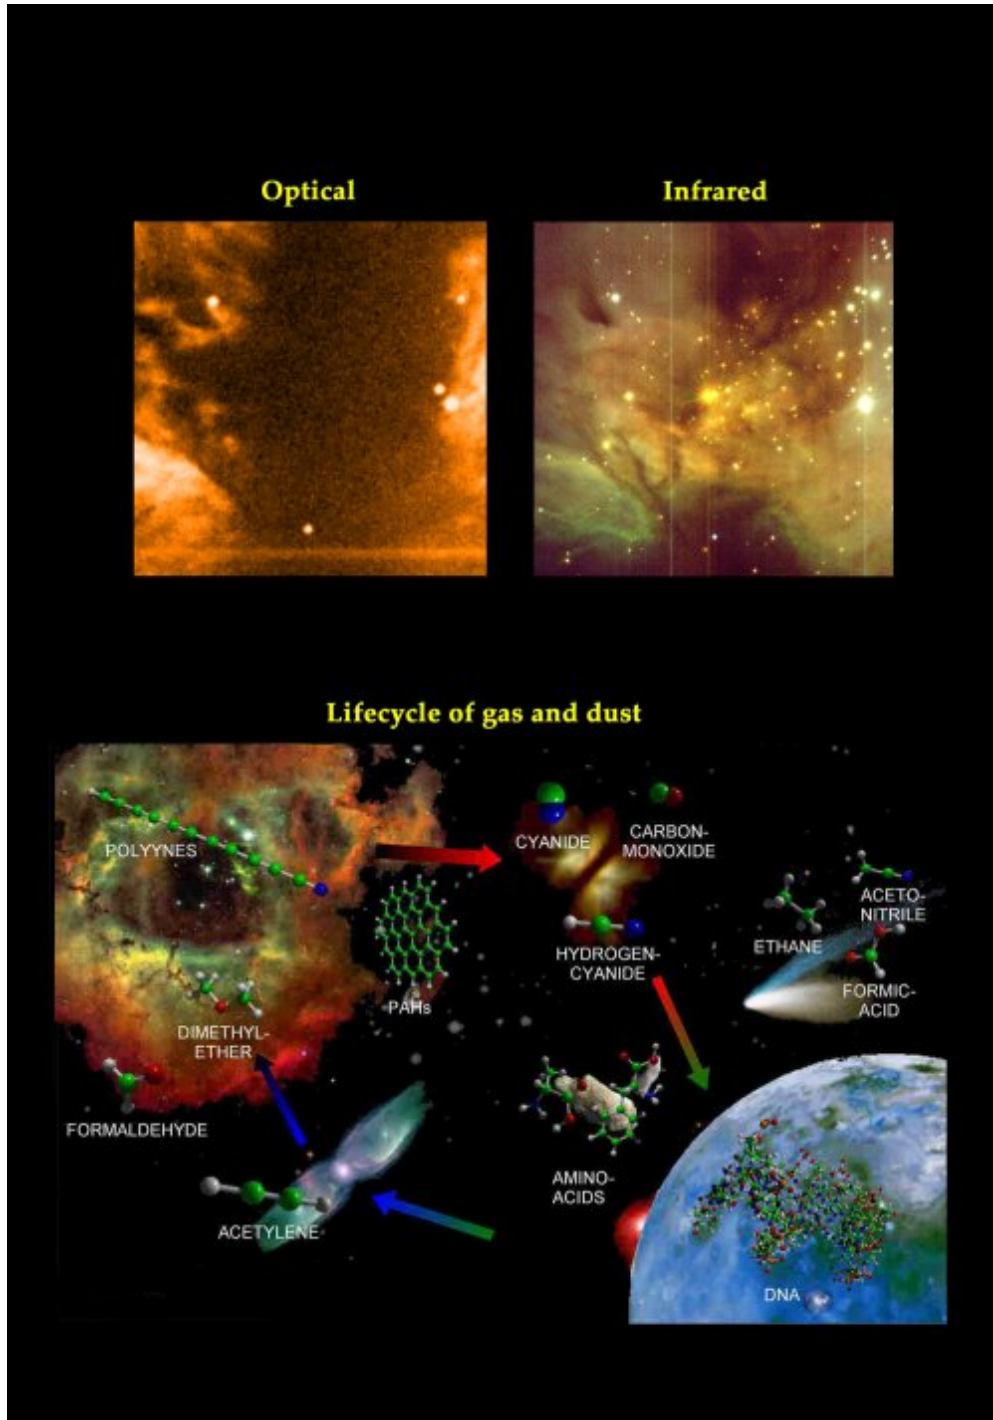 Optical
Infrared
Lifecycle of gas and dust
POLYYNES
CYANIDE
CARBON-
MONOXIDE
ACETO-
NITRILE
ETHANE
HYDROGEN-
CYANIDE
FORMIC-
ACID
PAHs
DIMETHYL-
ETHER
FORMALDEHYDE
AMINO-
ACIDS
ACETYLENE
DNA